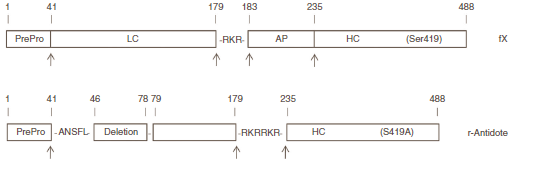 1 41 179 183 235 488
PrePro LC -RKR- AP HC (Ser419) fX
1 41 46 78 79 179 235 488
PrePro -ANSFL- Deletion - -RKRRKR- HC (S419A) r-Antidote